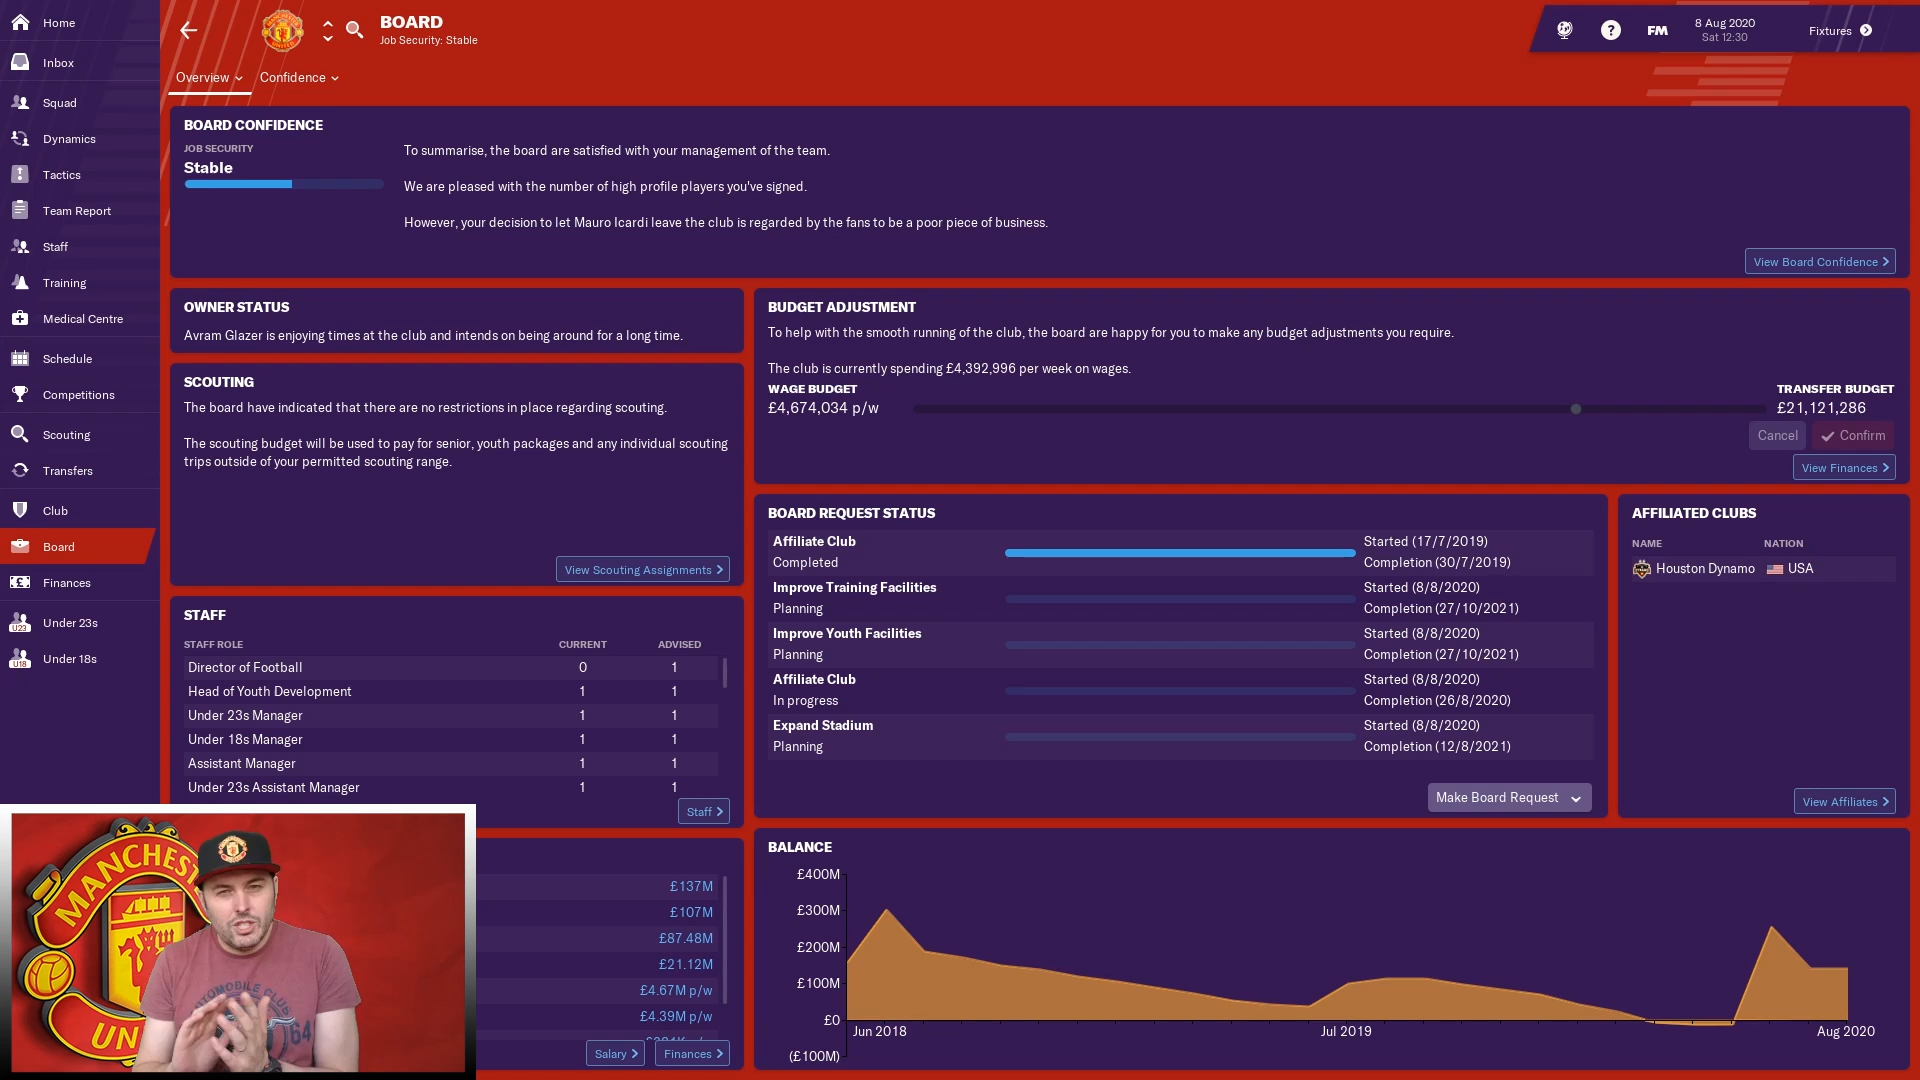 Home
Inbox
Squad
Dynamics
Tactics
Team Report
Staff
Training
Medical Centre
Schedule
Competitions
Scouting
Transfers
Club
Board
Finances
U23
Under 23s
U18
Under 18s
BOARD
Job Security: Stable
?
FM
8 Aug 2020
Sat 12:30
Fixtures
Overview
Confidence
BOARD CONFIDENCE
JOB SECURITY
Stable
To summarise, the board are satisfied with your management of the team.
We are pleased with the number of high profile players you've signed.
However, your decision to let Mauro Icardi leave the club is regarded by the fans to be a poor piece of business.
View Board Confidence
OWNER STATUS
Avram Glazer is enjoying times at the club and intends on being around for a long time.
SCOUTING
The board have indicated that there are no restrictions in place regarding scouting.
The scouting budget will be used to pay for senior, youth packages and any individual scouting
trips outside of your permitted scouting range.
View Scouting Assignments
BUDGET ADJUSTMENT
To help with the smooth running of the club, the board are happy for you to make any budget adjustments you require.
The club is currently spending £4,392,996 per week on wages.
WAGE BUDGET TRANSFER BUDGET
£4,674,034 p/w £21,121,286
Cancel Confirm
View Finances
STAFF
STAFF ROLE CURRENT ADVISED
Director of Football 0 1
Head of Youth Development 1 1
Under 23s Manager 1 1
Under 18s Manager 1 1
Assistant Manager 1 1
Under 23s Assistant Manager 1 1
Staff
BOARD REQUEST STATUS
Affiliate Club Started (17/7/2019)
Completed Completion (30/7/2019)
Improve Training Facilities Started (8/8/2020)
Planning Completion (27/10/2021)
Improve Youth Facilities Started (8/8/2020)
Planning Completion (27/10/2021)
Affiliate Club Started (8/8/2020)
In progress Completion (26/8/2020)
Expand Stadium Started (8/8/2020)
Planning Completion (12/8/2021)
Make Board Request
AFFILIATED CLUBS
NAME NATION
Houston Dynamo USA
View Affiliates
£137M
£107M
£87.48M
£21.12M
£4.67M p/w
£4.39M p/w
Salary Finances
BALANCE
£400M
£300M
£200M
£100M
£0
(£100M)
Jun 2018 Jul 2019 Aug 2020
MANCHEST
UN
64